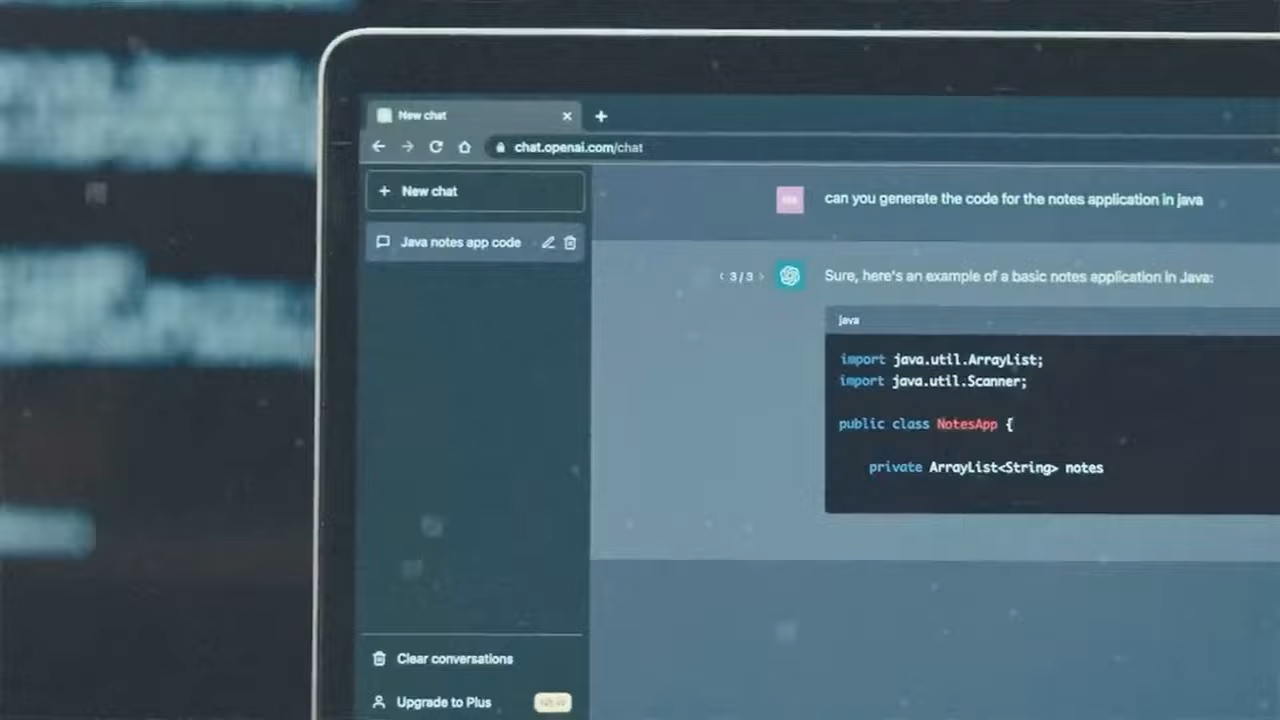 New chat
chat.openai.com/chat
New chat
Java notes app code
Clear conversations
Upgrade to Plus
can you generate the code for the notes application in java
3/3
Sure, here's an example of a basic notes application in Java:
java
import java.util.ArrayList;
import java.util.Scanner;
public class NotesApp {
private ArrayList<String> notes